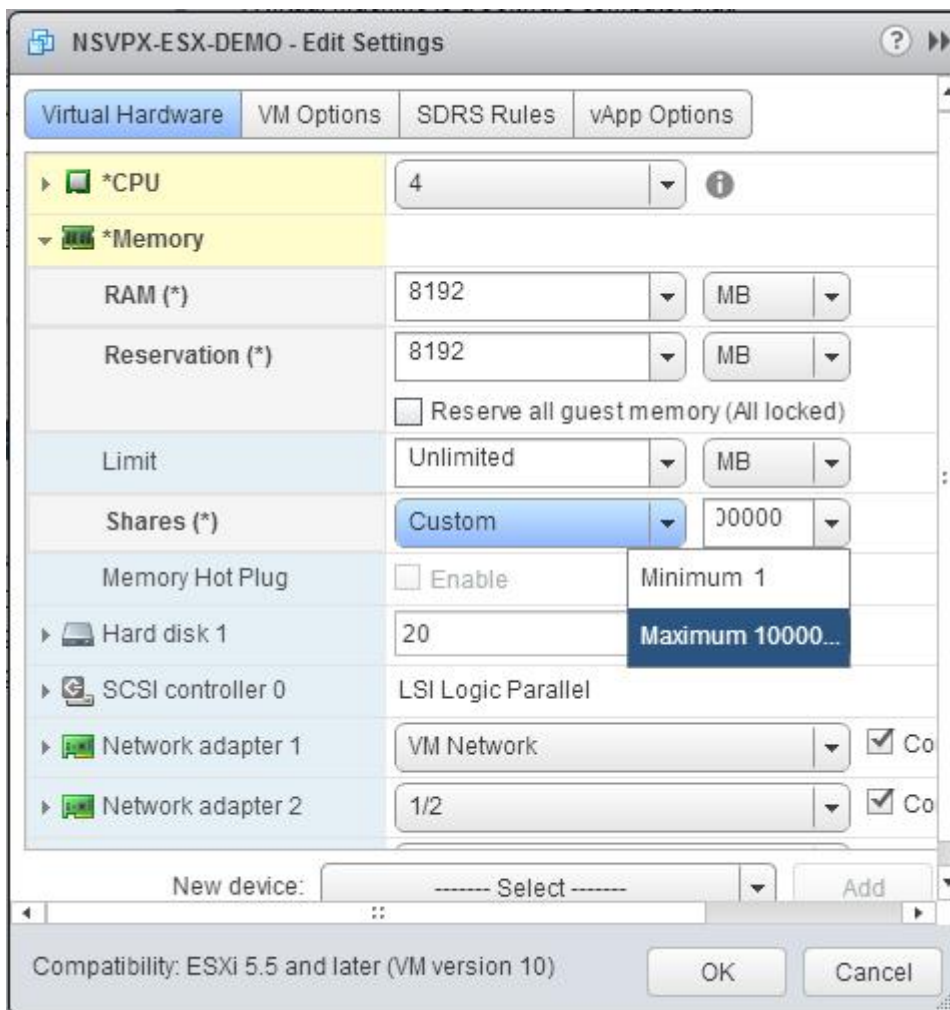 NSVPX-ESX-DEMO - Edit Settings ?
Virtual Hardware VM Options SDRS Rules vApp Options
*CPU 4
*Memory
RAM (*) 8192 MB
Reservation (*) 8192 MB
Reserve all guest memory (All locked)
Limit Unlimited MB
Shares (*) Custom 00000
Memory Hot Plug Enable Minimum 1
Hard disk 1 20 Maximum 10000...
SCSI controller 0 LSI Logic Parallel
Network adapter 1 VM Network Co
Network adapter 2 1/2 Co
New device: ------- Select ------- Add
Compatibility: ESXi 5.5 and later (VM version 10) OK Cancel